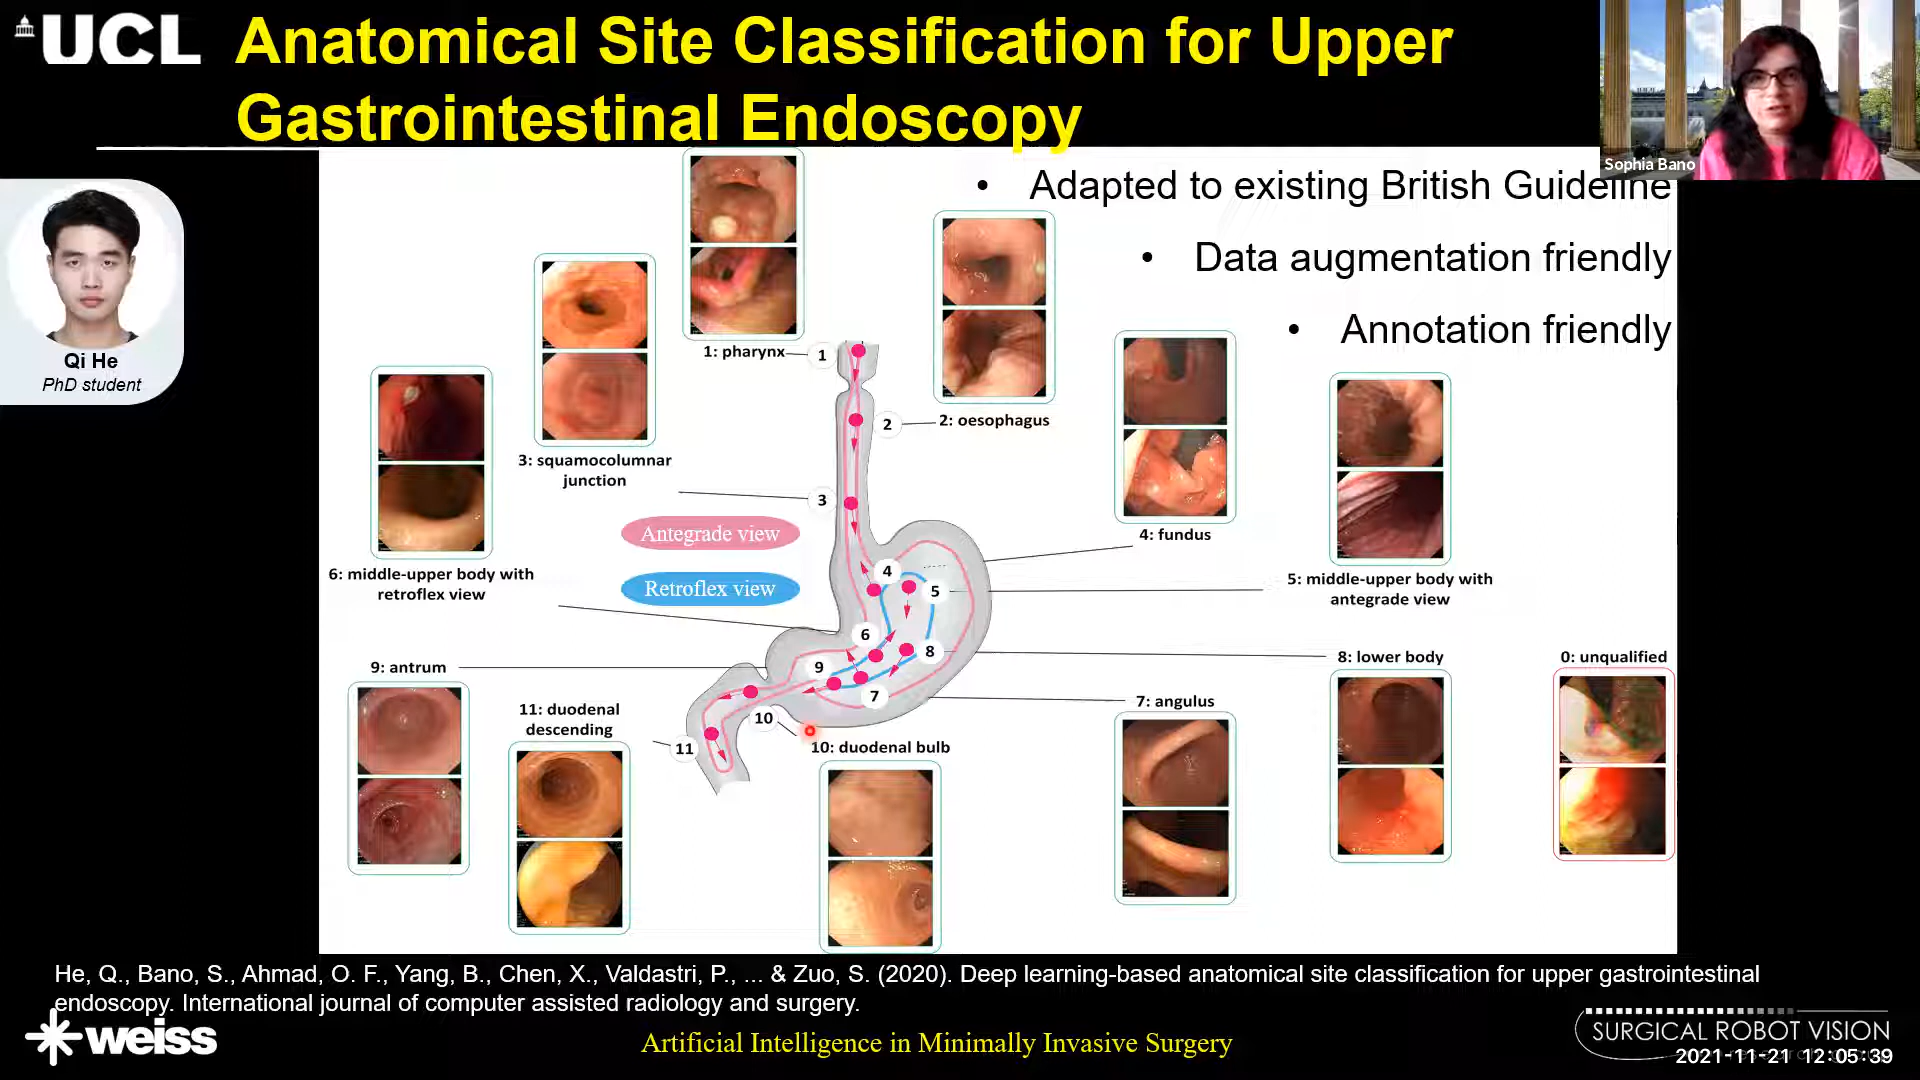 UCL
Anatomical Site Classification for Upper
Gastrointestinal Endoscopy
Sophia Bano
• Adapted to existing British Guideline
• Data augmentation friendly
• Annotation friendly
Qi He
PhD student
1: pharynx
1
2
2: oesophagus
3: squamocolumnar
junction
3
Antegrade view
4: fundus
4
6: middle-upper body with
retroflex view
Retroflex view
5
5: middle-upper body with
antegrade view
6
8
8: lower body
0: unqualified
9: antrum
9
7
7: angulus
11: duodenal
descending
10
11
10: duodenal bulb
He, Q., Bano, S., Ahmad, O. F., Yang, B., Chen, X., Valdastri, P., ... & Zuo, S. (2020). Deep learning-based anatomical site classification for upper gastrointestinal
endoscopy. International journal of computer assisted radiology and surgery.
weiss
Artificial Intelligence in Minimally Invasive Surgery
SURGICAL ROBOT VISION
2021-11-21 12:05:39